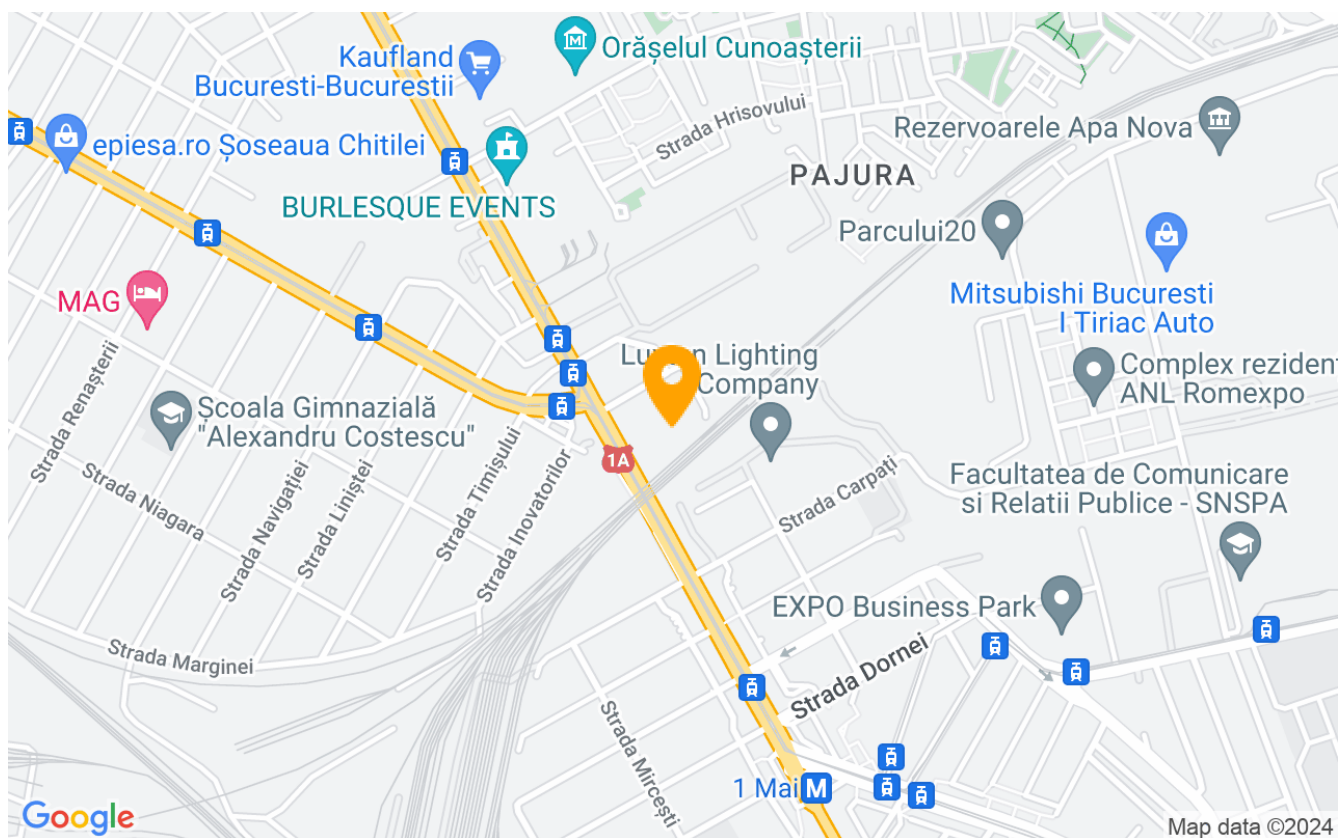 Kaufland
Bucuresti-Bucurestii
Orășelul Cunoașterii
Strada Hrisovului
Rezervoarele Apa Nova
epiesa.ro Șoseaua Chitilei
BURLESQUE EVENTS
PAJURA
Parcului20
MAG
Mitsubishi Bucuresti
I Tiriac Auto
Lighting
Company
Complex rezident
ANL Romexpo
Școala Gimnazială
"Alexandru Costescu"
Strada Renașterii
Strada Niagara
Strada Navigației
Strada Liniștei
Strada Timișului
Strada Inovatorilor
1A
Strada Carpați
Facultatea de Comunicare
si Relatii Publice - SNSPA
EXPO Business Park
Strada Marginei
Strada Dornei
Strada Mircești
1 Mai M
Google
Map data ©2024